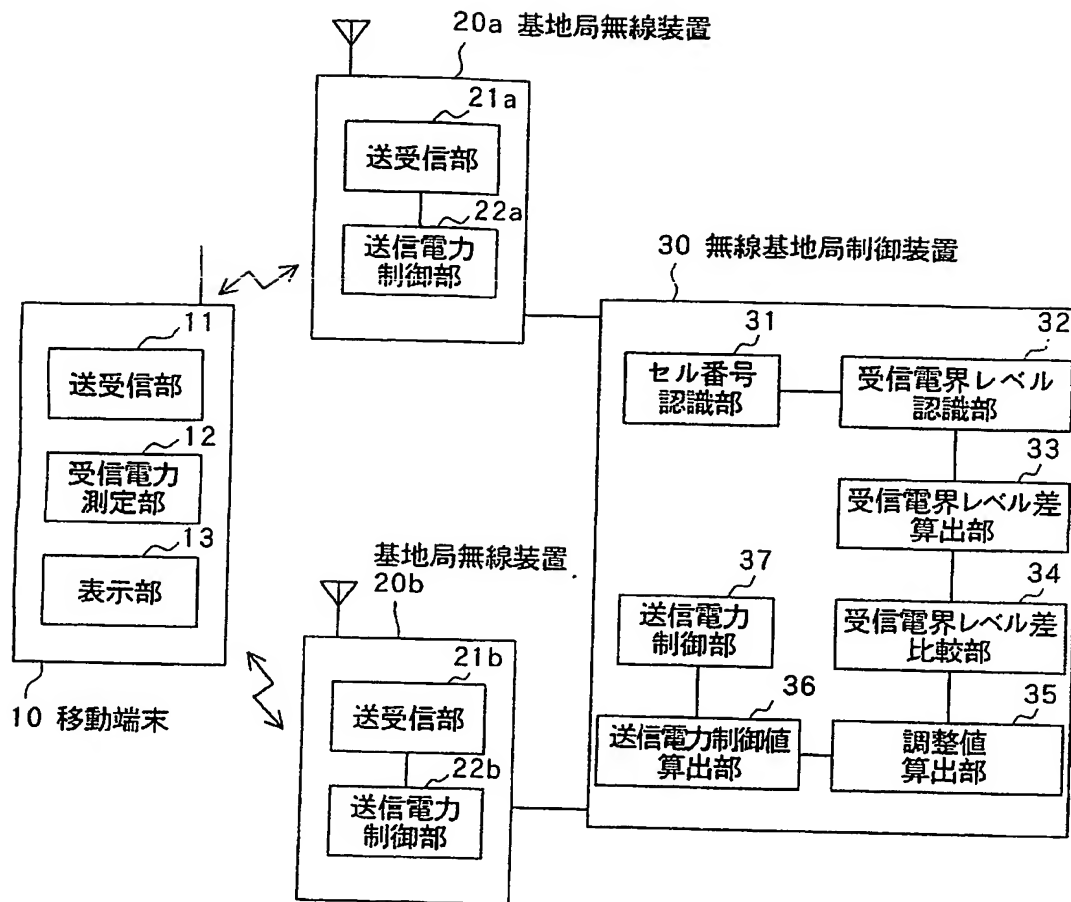 20a 基地局無線装置
21a
送受信部
22a
送信電力
制御部
11
送受信部
12
受信電力
測定部
13
表示部
10 移動端末
基地局無線装置
20b
21b
送受信部
22b
送信電力
制御部
30 無線基地局制御装置
31
セル番号
認識部
32
受信電界レベル
認識部
33
受信電界レベル差
算出部
34
受信電界レベル差
比較部
35
調整値
算出部
36
送信電力制御値
算出部
37
送信電力
制御部